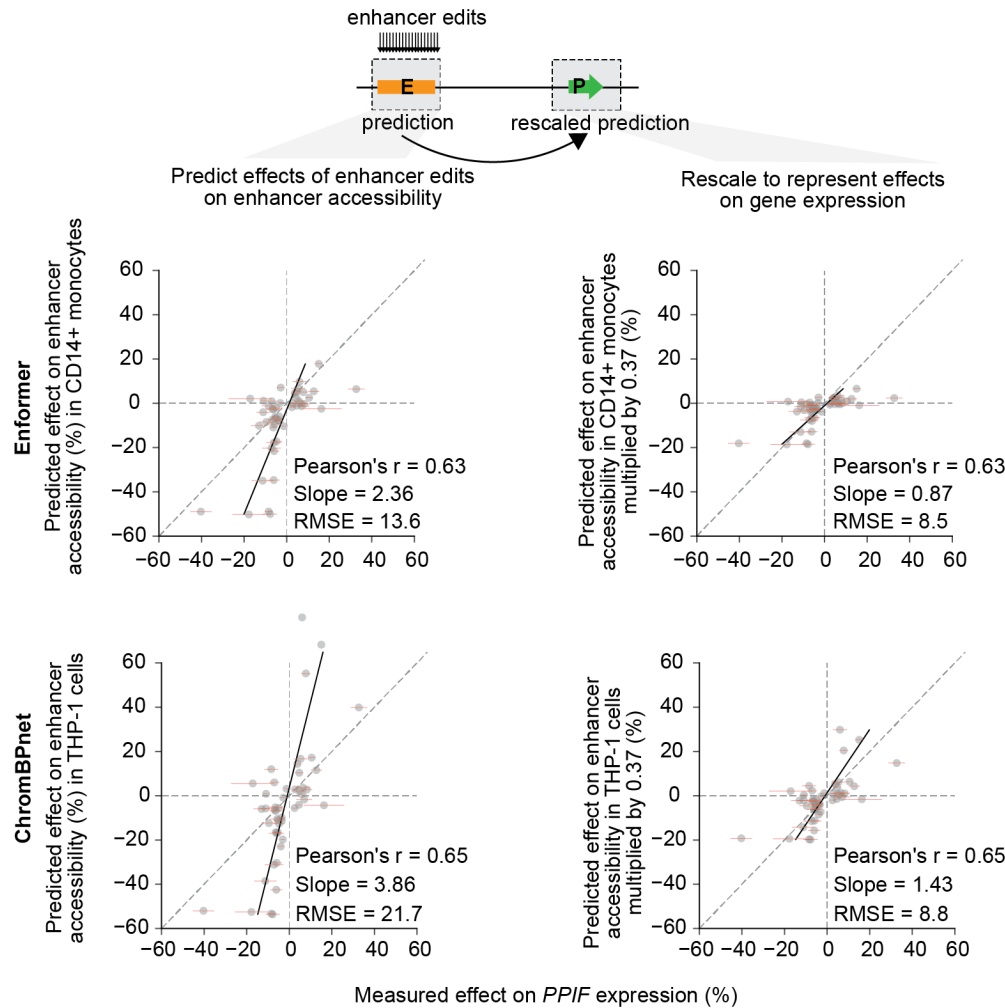 enhancer edits
E
P
prediction
rescaled prediction
Predict effects of enhancer edits
on enhancer accessibility
Rescale to represent effects
on gene expression
Enformer
Predicted effect on enhancer
accessibility (%) in CD14+ monocytes
60
40
20
0
−20
−40
−60
−60
−40
−20
0
20
40
60
Pearson's r = 0.63
Slope = 2.36
RMSE = 13.6
Predicted effect on enhancer
accessibility in CD14+ monocytes
multiplied by 0.37 (%)
60
40
20
0
−20
−40
−60
−60
−40
−20
0
20
40
60
Pearson's r = 0.63
Slope = 0.87
RMSE = 8.5
ChromBPnet
Predicted effect on enhancer
accessibility (%) in THP-1 cells
60
40
20
0
−20
−40
−60
−60
−40
−20
0
20
40
60
Pearson's r = 0.65
Slope = 3.86
RMSE = 21.7
Predicted effect on enhancer
accessibility in THP-1 cells
multiplied by 0.37 (%)
60
40
20
0
−20
−40
−60
−60
−40
−20
0
20
40
60
Pearson's r = 0.65
Slope = 1.43
RMSE = 8.8
Measured effect on PPIF expression (%)